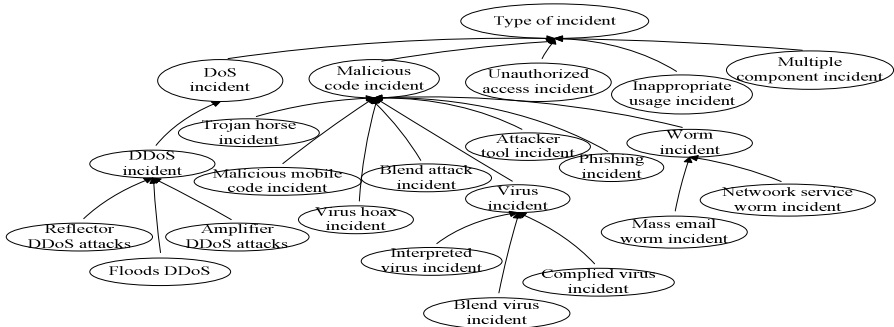 Type of incident
DoS
incident
Malicious
code incident
Unauthorized
access incident
Inappropriate
usage incident
Multiple
component incident
Trojan horse
incident
Attacker
tool incident
Worm
incident
DDoS
incident
Malicious mobile
code incident
Blend attack
incident
Phishing
incident
Virus hoax
incident
Virus
incident
Netwoork service
worm incident
Reflector
DDoS attacks
Amplifier
DDoS attacks
Mass email
worm incident
Floods DDoS
Interpreted
virus incident
Complied virus
incident
Blend virus
incident